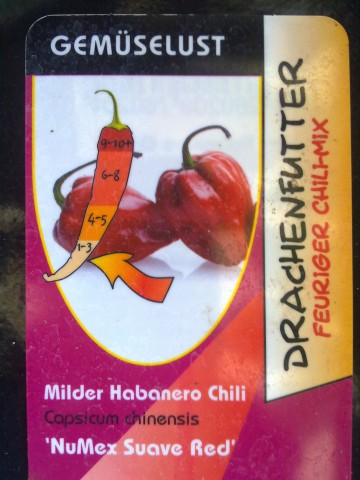 GEMÜSELUST
9-10+
6-8
4-5
1-3
DRACHENFUTTER
FEURIGER CHILI-MIX
Milder Habanero Chili
Capsicum chinensis
'NuMex Suave Red'